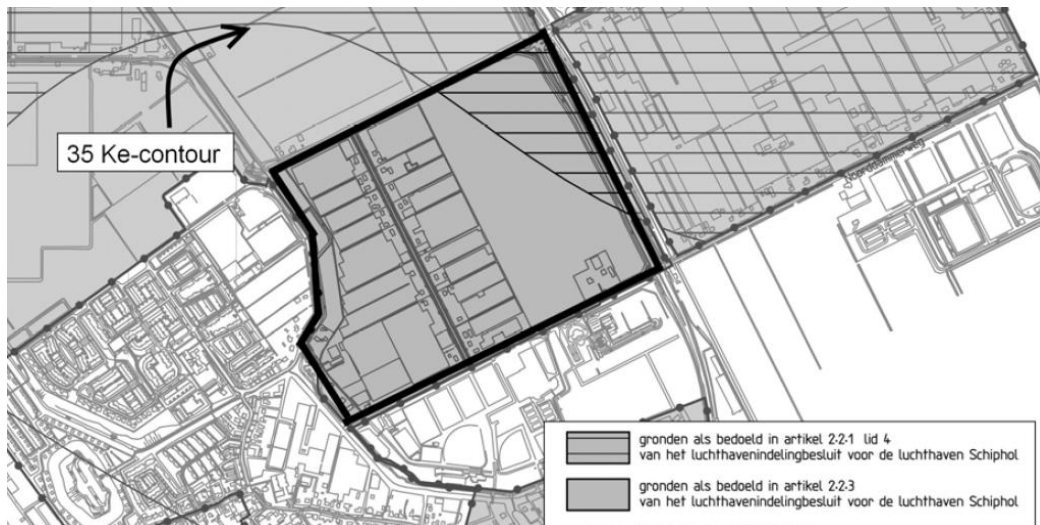 35 Ke-contour
Noorddammerweg
gronden als bedoeld in artikel 2·2·1 lid 4
van het luchthavenindelingbesluit voor de luchthaven Schiphol
gronden als bedoeld in artikel 2·2·3
van het luchthavenindelingbesluit voor de luchthaven Schiphol